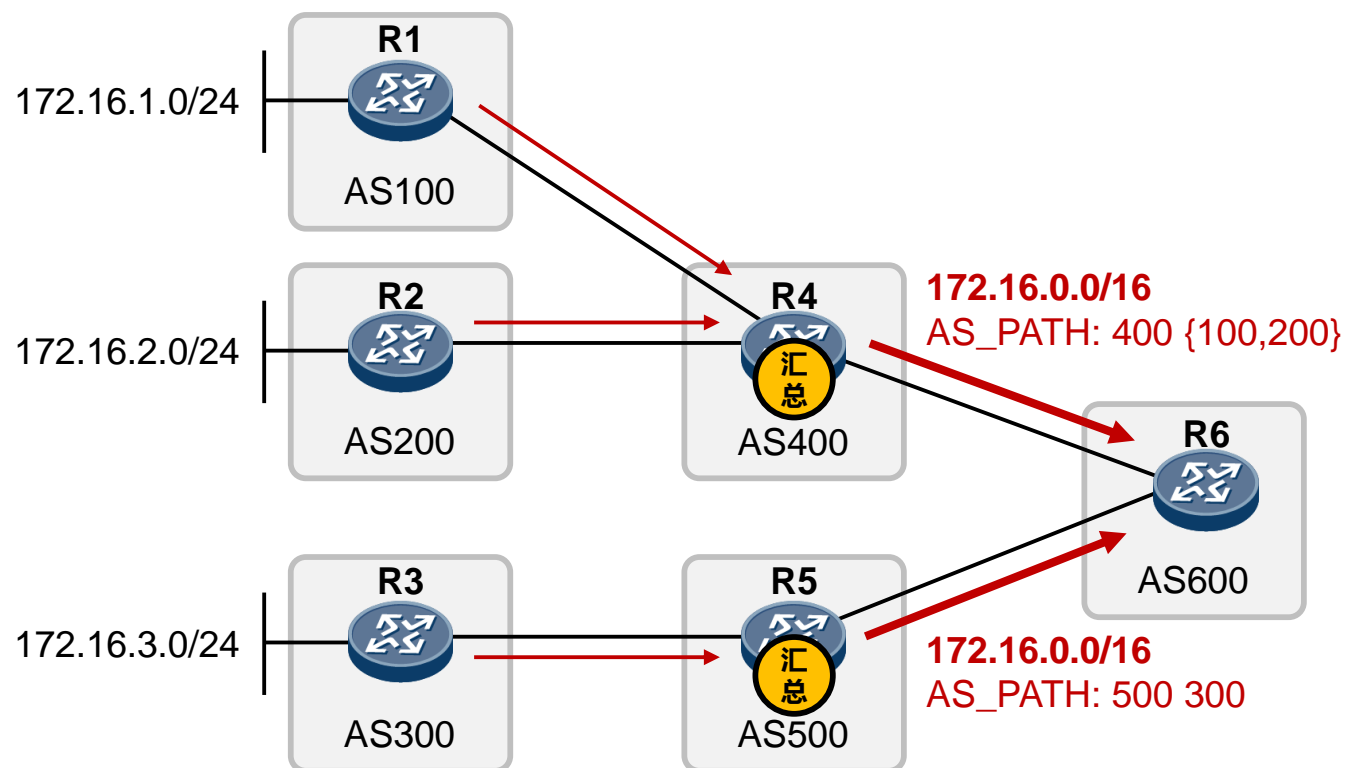 R1
172.16.1.0/24
AS100
R2
172.16.2.0/24
AS200
R4
汇
总
AS400
172.16.0.0/16
AS_PATH: 400 {100,200}
R6
AS600
R3
172.16.3.0/24
AS300
R5
汇
总
AS500
172.16.0.0/16
AS_PATH: 500 300